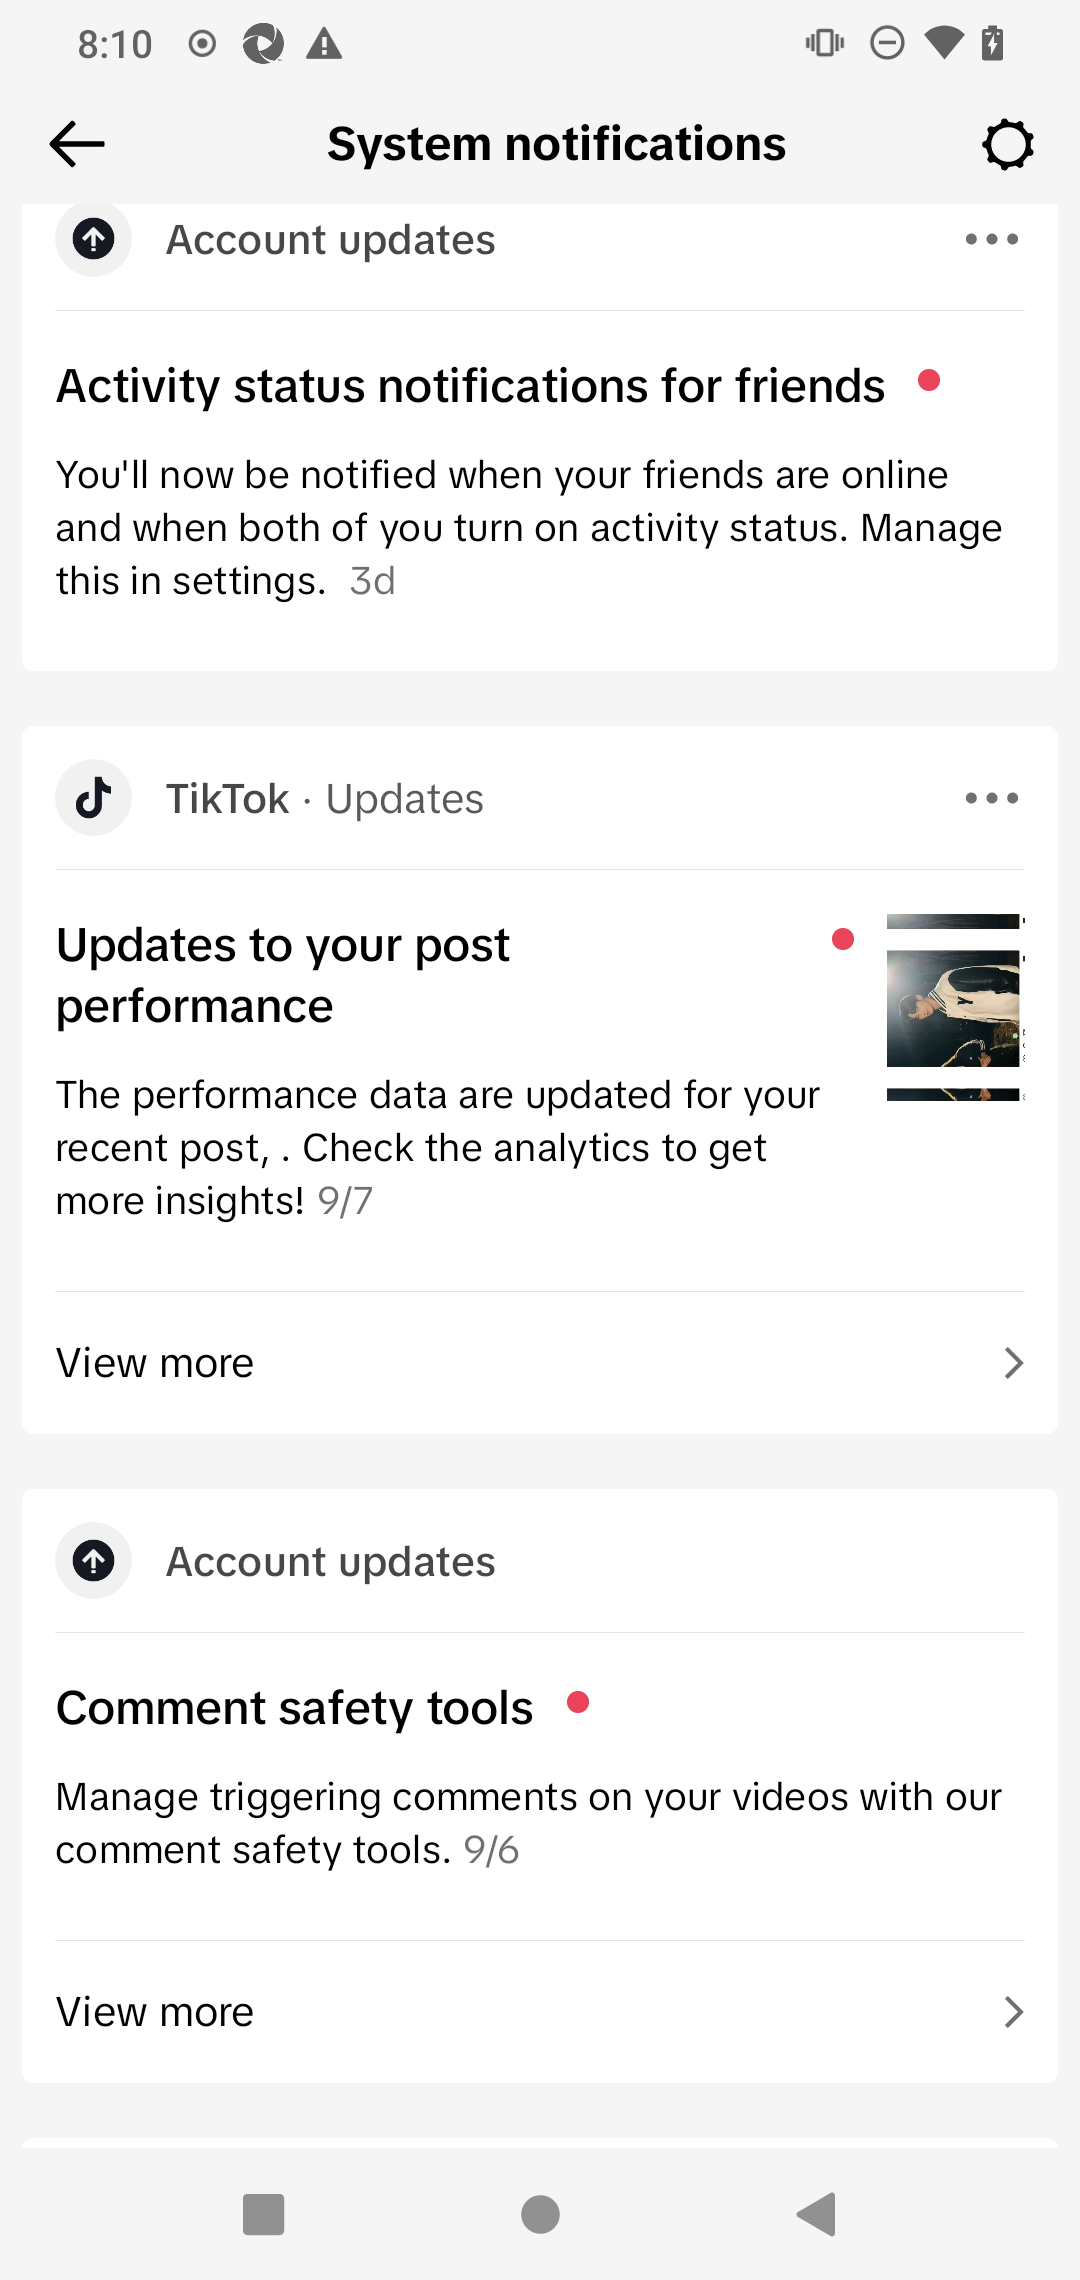 8:10
System notifications
Account updates
Activity status notifications for friends
You'll now be notified when your friends are online
and when both of you turn on activity status. Manage
this in settings. 3d
TikTok · Updates
Updates to your post
performance
The performance data are updated for your
recent post, . Check the analytics to get
more insights! 9/7
View more
Account updates
Comment safety tools
Manage triggering comments on your videos with our
comment safety tools. 9/6
View more